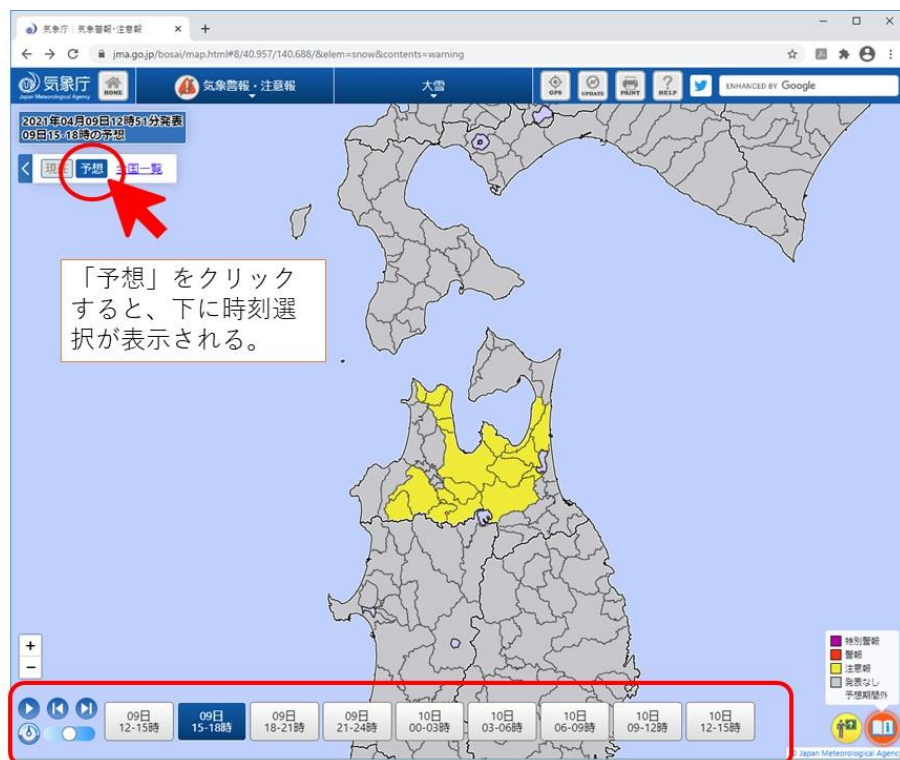 気象庁｜気象警報・注意報
jma.go.jp/bosai/map.html#8/40.957/140.688/&elem=snow&contents=warning
気象庁
Japan Meteorological Agency
HOME
気象警報・注意報
大雪
GPS
UPDATE
PRINT
HELP
ENHANCED BY Google
2021年04月09日12時51分発表
09日15-18時の予想
現在 予想 全国一覧
「予想」をクリック
すると、下に時刻選
択が表示される。
+
−
特別警報
警報
注意報
発表なし
予想期間外
09日
12-15時
09日
15-18時
09日
18-21時
09日
21-24時
10日
00-03時
10日
03-06時
10日
06-09時
10日
09-12時
10日
12-15時
© Japan Meteorological Agency